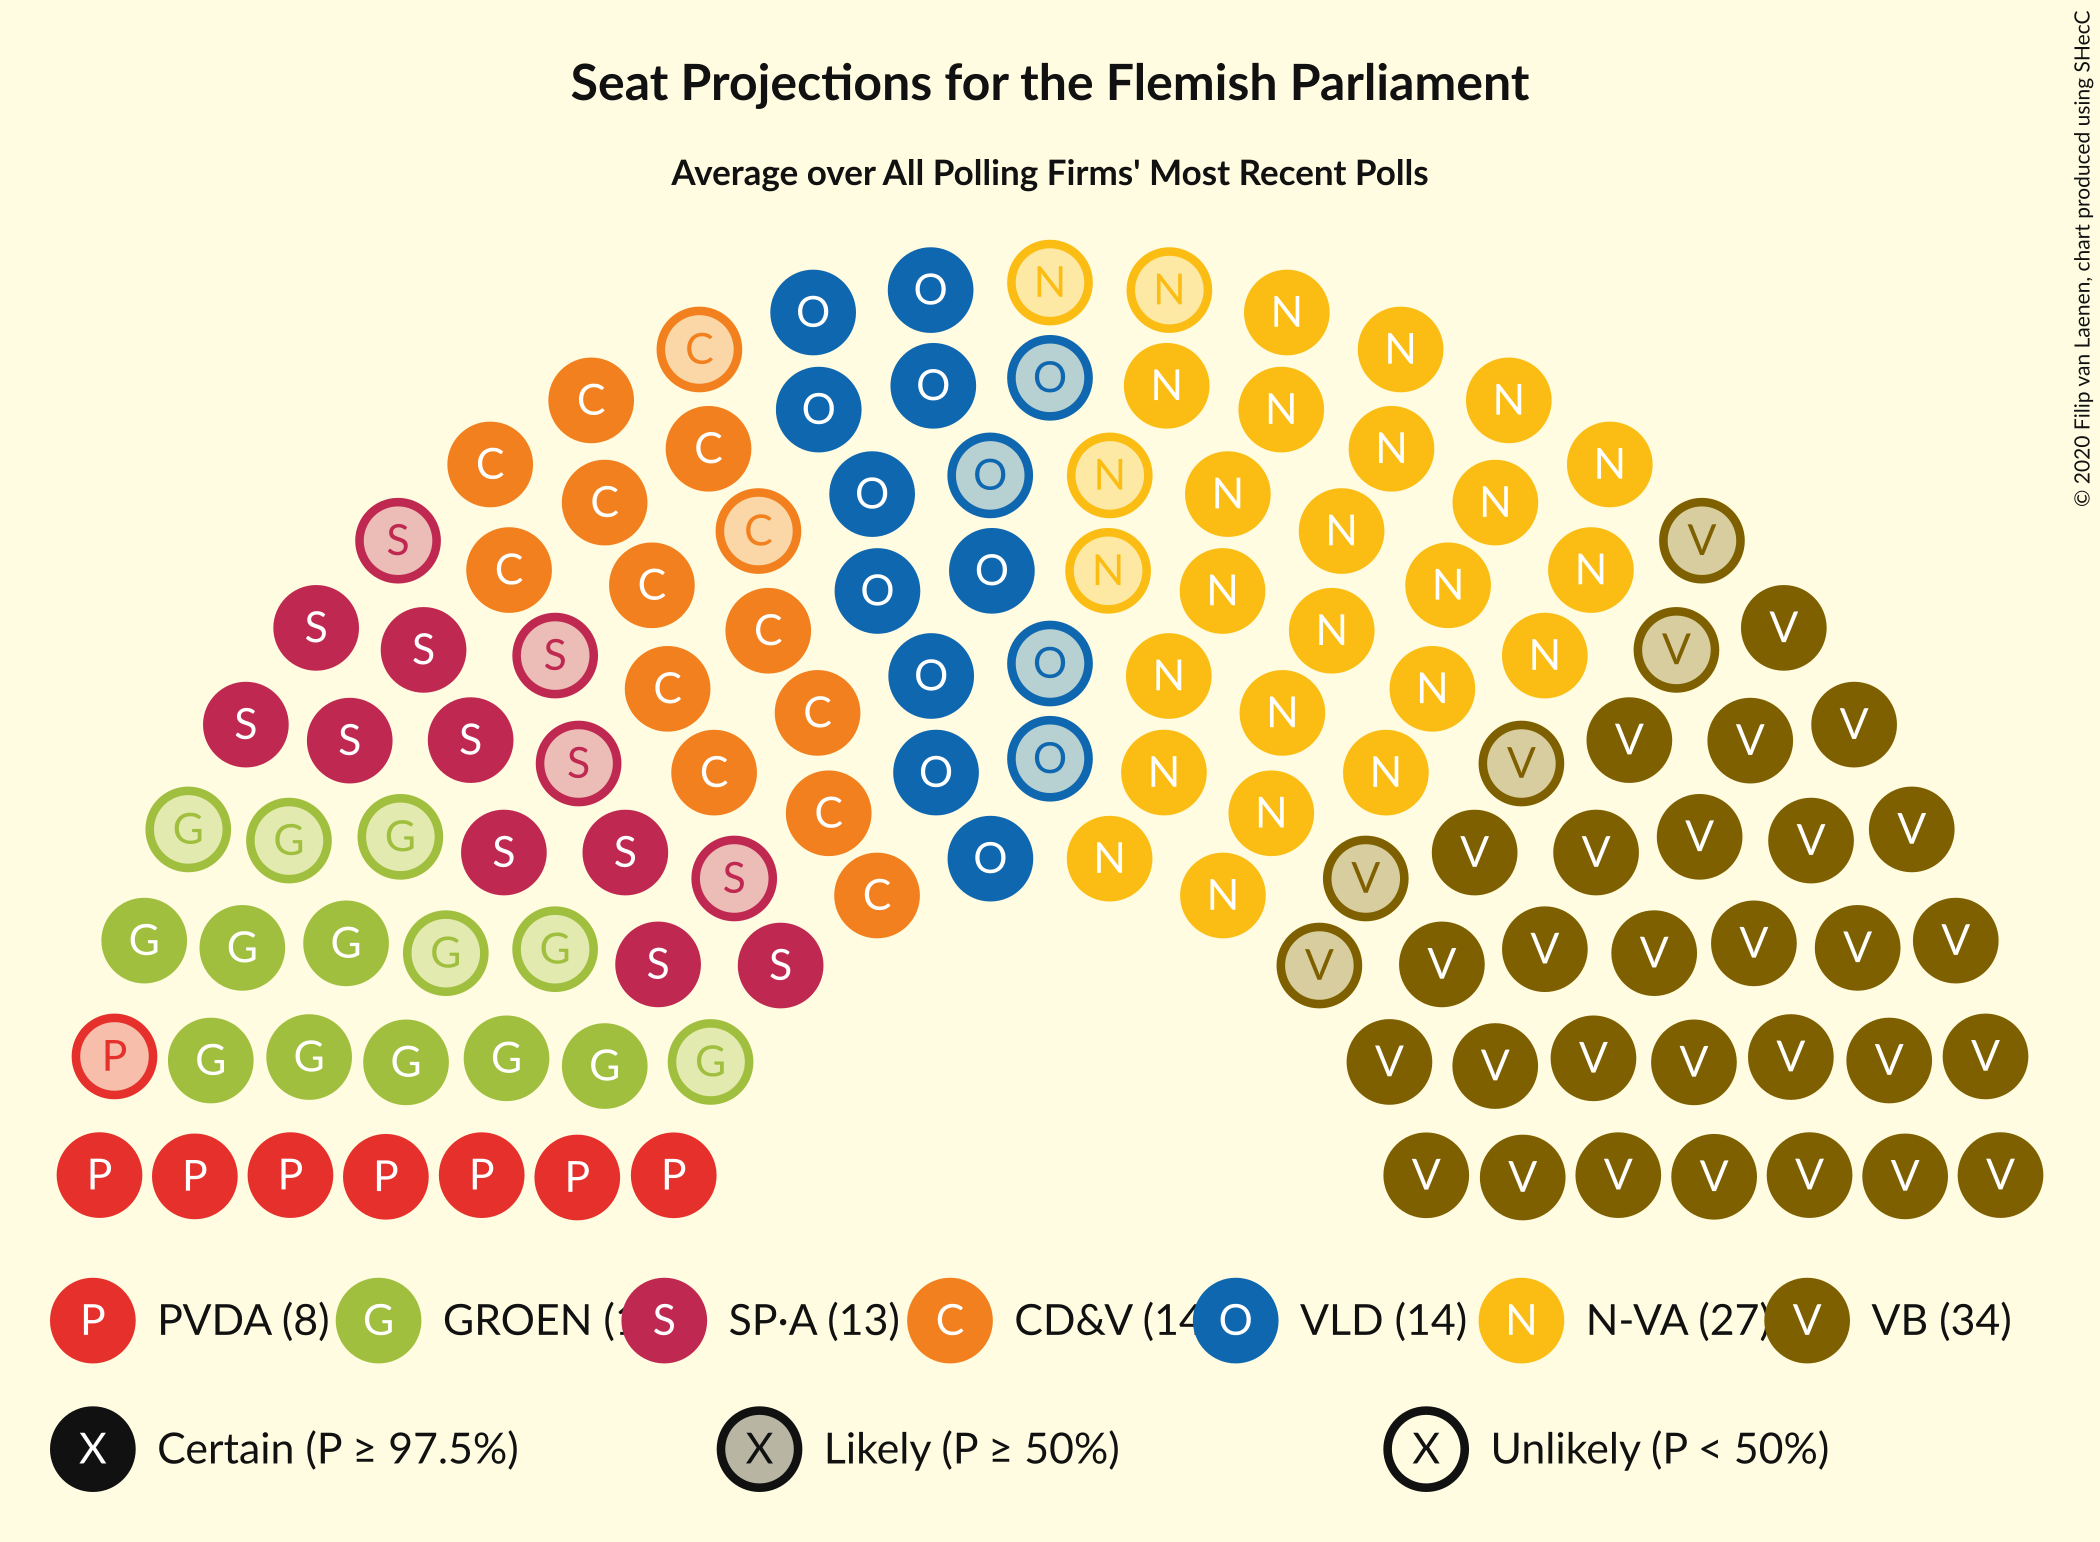 © 2020 Filip van Laenen, chart produced using SHecC
Seat Projections for the Flemish Parliament
Average over All Polling Firms' Most Recent Polls
O N N
O N
C O O N N
C O N N
C C N N
C O O N N N
S C N V
C C O O N N N N
S C N V
S S O O N N V
C C N N
S S S V V V
S C O O N N V
C N
G G G V V V
S S O N V V
S C N V
G G G G G S S V V V V V V V
P G G G G G G V V V V V V V
P P P P P P P V V V V V V V
P PVDA (8) G GROEN ( S SP·A (13) C CD&V (14 O VLD (14) N N-VA (27) V VB (34)
X Certain (P ≥ 97.5%) X Likely (P ≥ 50%) X Unlikely (P < 50%)